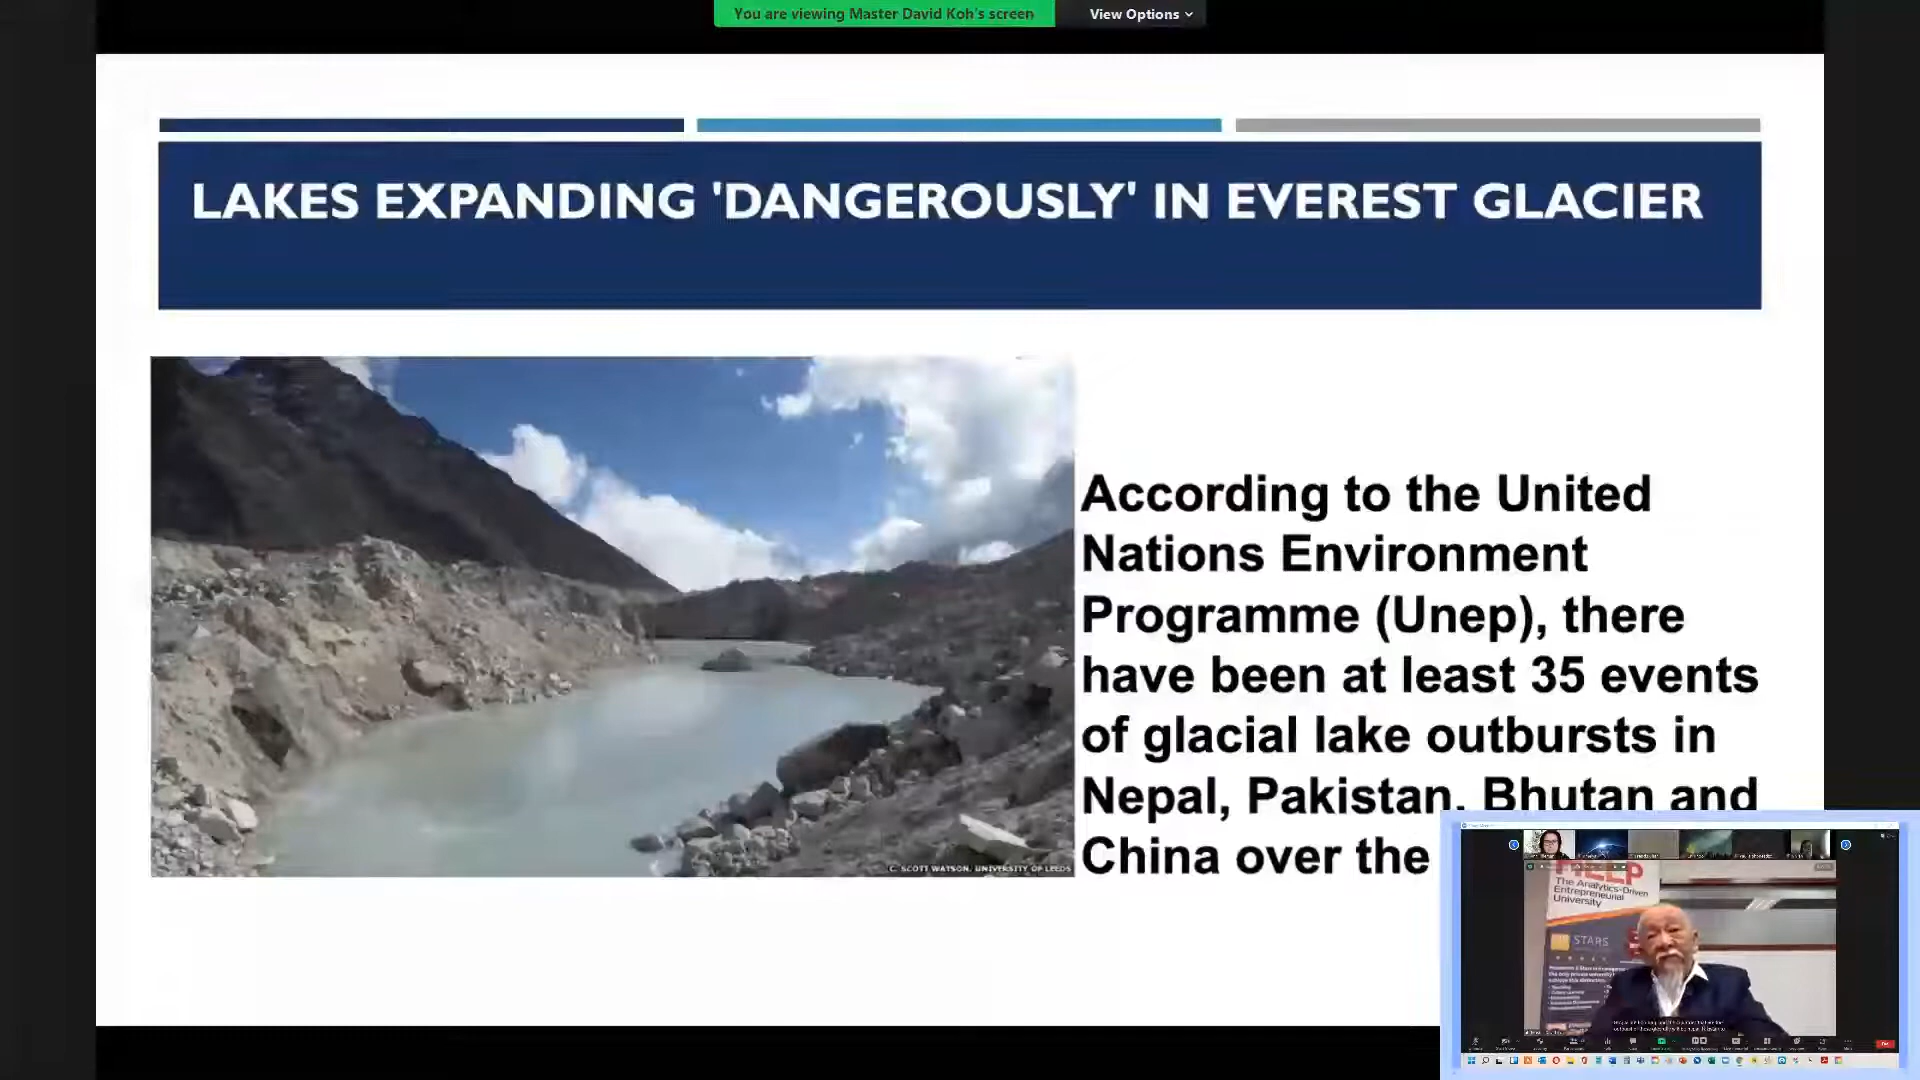 You are viewing Master David Koh's screen
View Options
LAKES EXPANDING 'DANGEROUSLY' IN EVEREST GLACIER
According to the United
Nations Environment
Programme (Unep), there
have been at least 35 events
of glacial lake outbursts in
Nepal, Pakistan, Bhutan and
China over the
C. SCOTT WATSON, UNIVERSITY OF LEEDS
HELP
The Analytics-Driven
Entrepreneurial
University
STARS